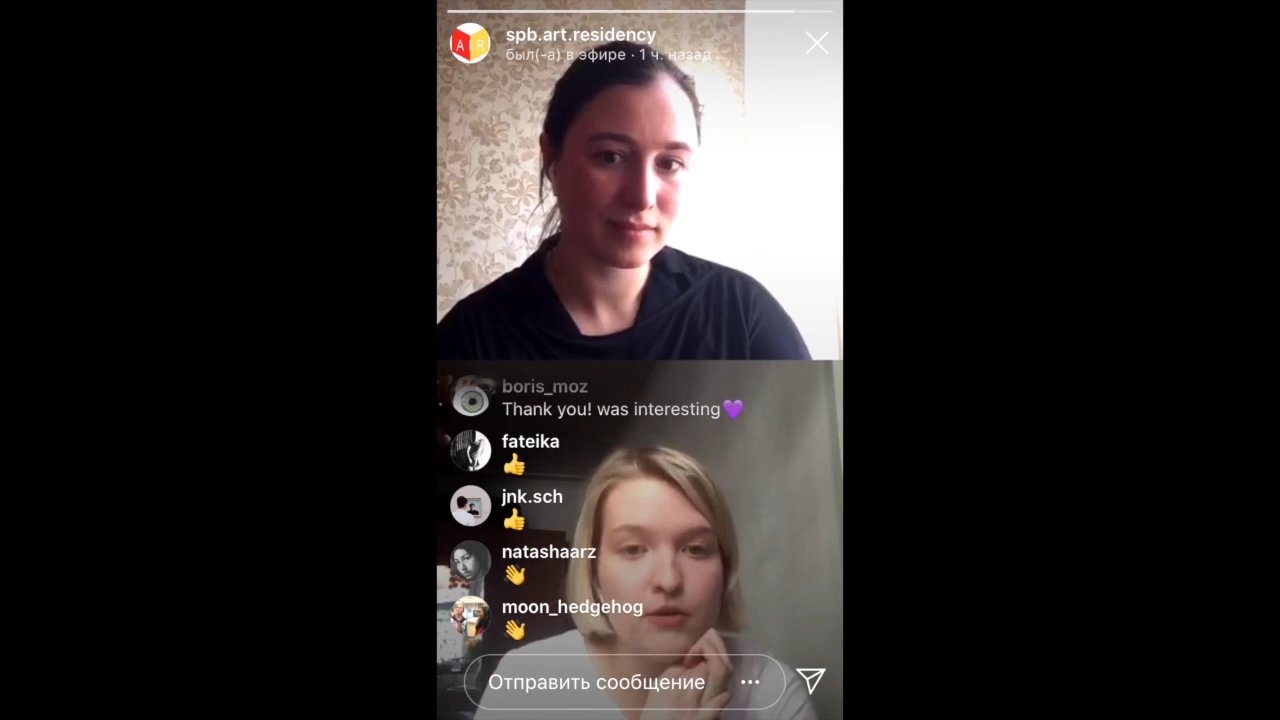 AIR
spb.art.residency
был(-а) в эфире · 1 ч. назад
boris_moz
Thank you! was interesting💜
fateika
👍
jnk.sch
👍
natashaarz
👋
moon_hedgehog
👋
Отправить сообщение